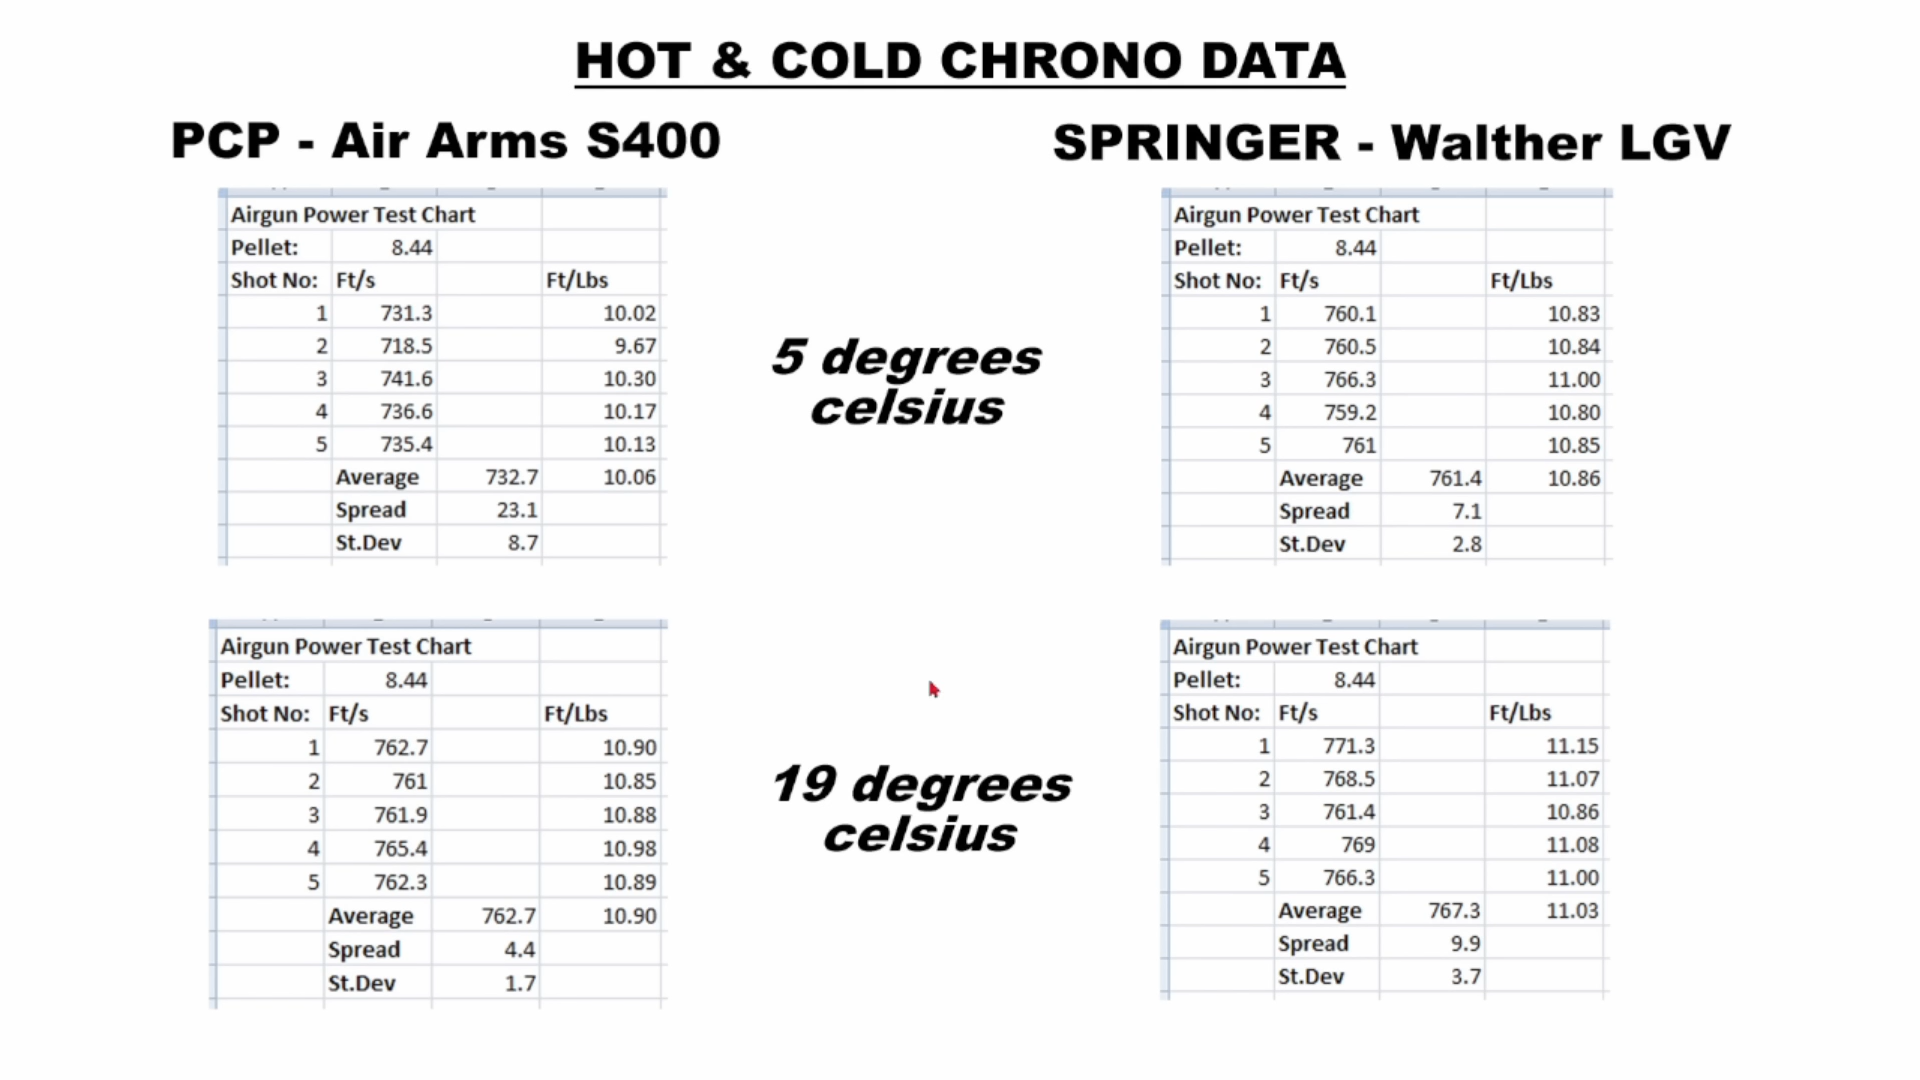 HOT & COLD CHRONO DATA
PCP - Air Arms S400
SPRINGER - Walther LGV
Airgun Power Test Chart
Pellet: 8.44
Shot No: Ft/s Ft/Lbs
1 731.3 10.02
2 718.5 9.67
3 741.6 10.30
4 736.6 10.17
5 735.4 10.13
Average 732.7 10.06
Spread 23.1
St.Dev 8.7
5 degrees
celsius
Airgun Power Test Chart
Pellet: 8.44
Shot No: Ft/s Ft/Lbs
1 760.1 10.83
2 760.5 10.84
3 766.3 11.00
4 759.2 10.80
5 761 10.85
Average 761.4 10.86
Spread 7.1
St.Dev 2.8
Airgun Power Test Chart
Pellet: 8.44
Shot No: Ft/s Ft/Lbs
1 762.7 10.90
2 761 10.85
3 761.9 10.88
4 765.4 10.98
5 762.3 10.89
Average 762.7 10.90
Spread 4.4
St.Dev 1.7
19 degrees
celsius
Airgun Power Test Chart
Pellet: 8.44
Shot No: Ft/s Ft/Lbs
1 771.3 11.15
2 768.5 11.07
3 761.4 10.86
4 769 11.08
5 766.3 11.00
Average 767.3 11.03
Spread 9.9
St.Dev 3.7